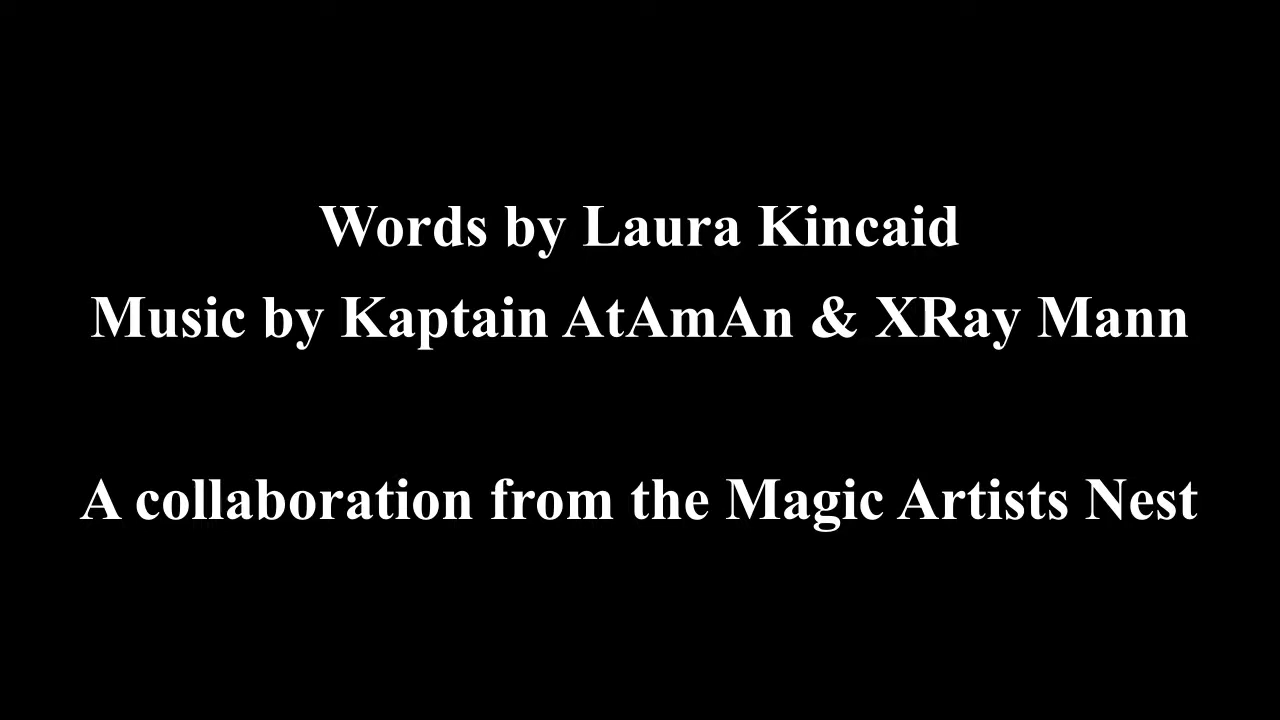 Words by Laura Kincaid
Music by Kaptain AtAmAn & XRay Mann
A collaboration from the Magic Artists Nest